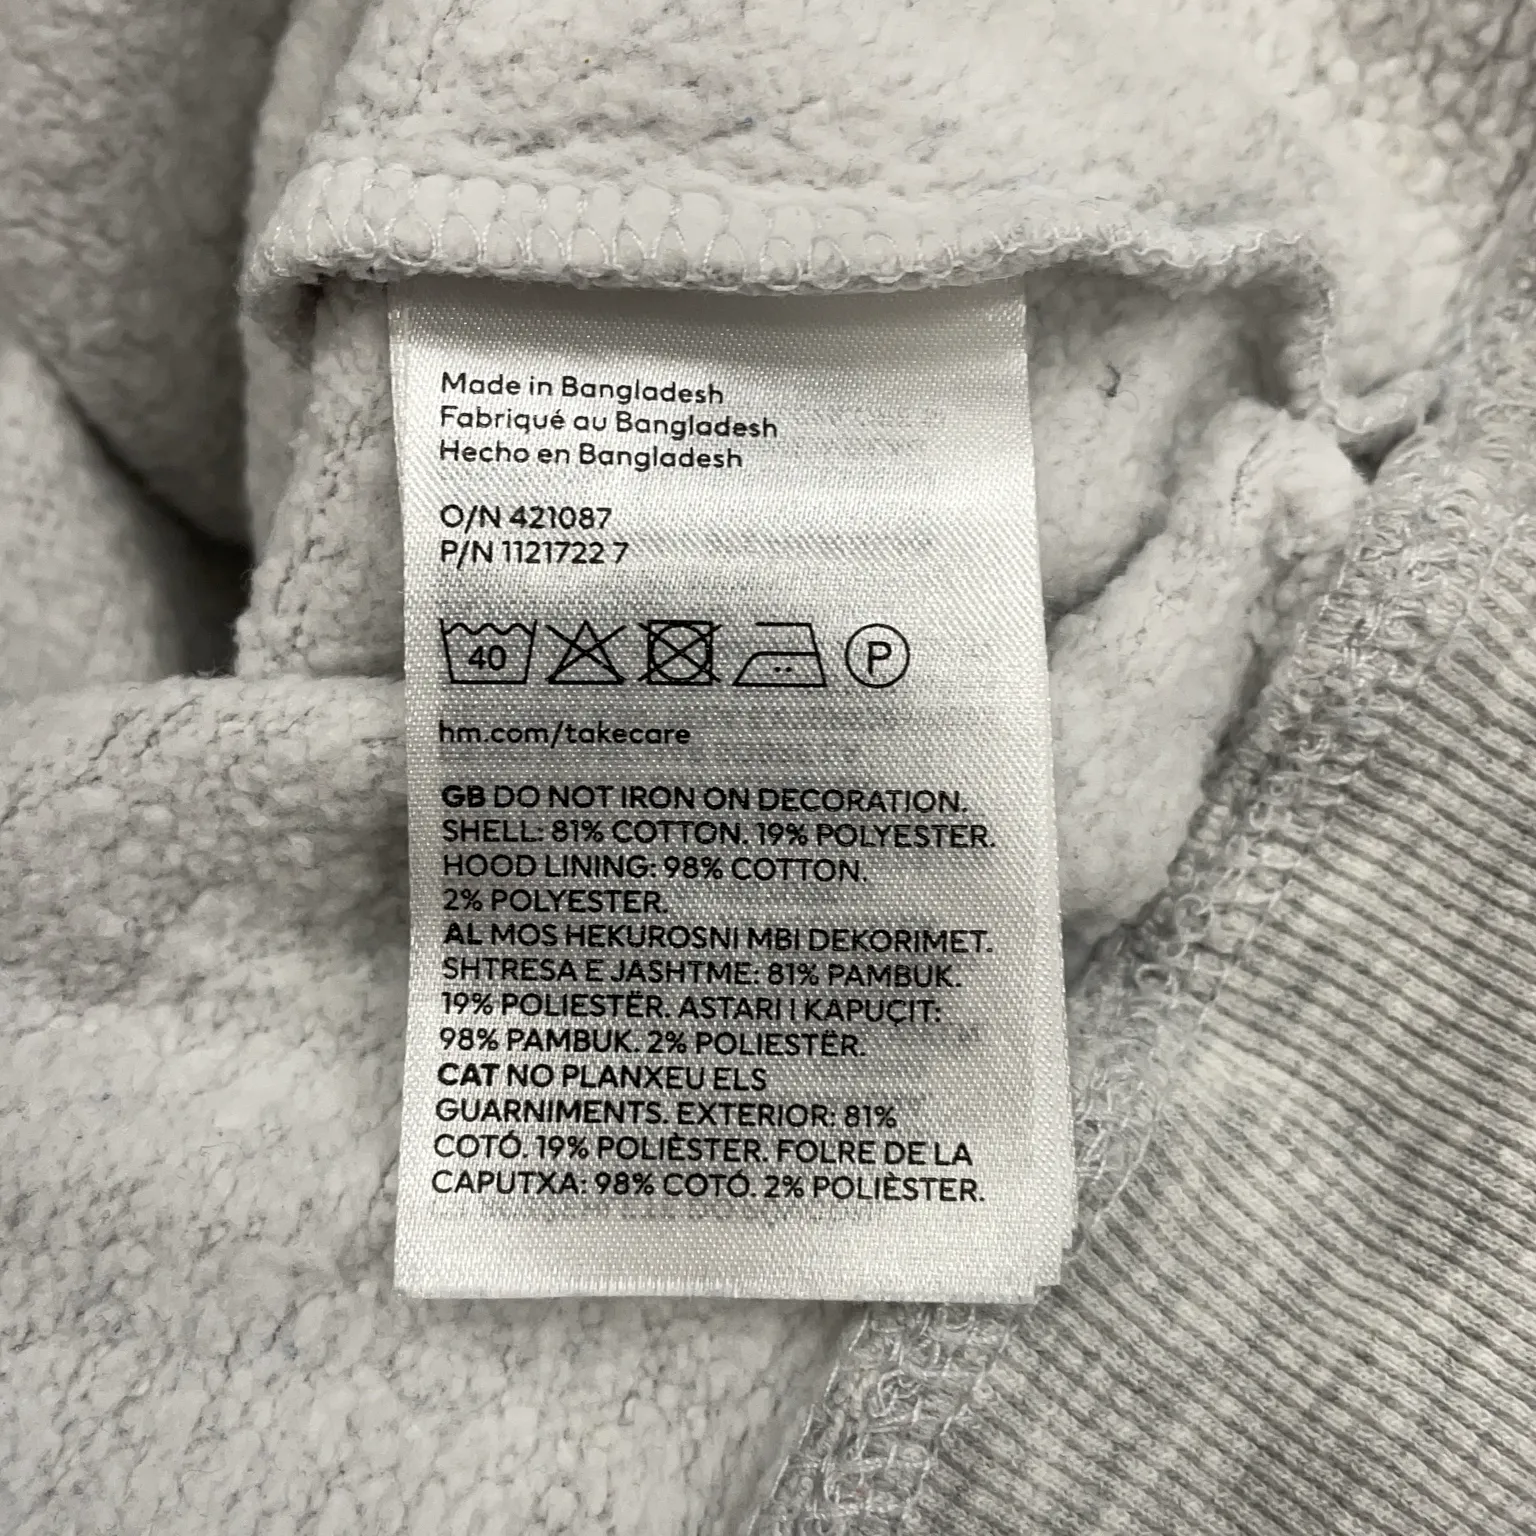 Made in Bangladesh
Fabriqué au Bangladesh
Hecho en Bangladesh
O/N 421087
P/N 1121722 7
40 P
hm.com/takecare
GB DO NOT IRON ON DECORATION.
SHELL: 81% COTTON. 19% POLYESTER.
HOOD LINING: 98% COTTON.
2% POLYESTER.
AL MOS HEKUROSNI MBI DEKORIMET.
SHTRESA E JASHTME: 81% PAMBUK.
19% POLIESTËR. ASTARI I KAPUÇIT:
98% PAMBUK. 2% POLIESTËR.
CAT NO PLANXEU ELS
GUARNIMENTS. EXTERIOR: 81%
COTÓ. 19% POLIÈSTER. FOLRE DE LA
CAPUTXA: 98% COTÓ. 2% POLIÈSTER.